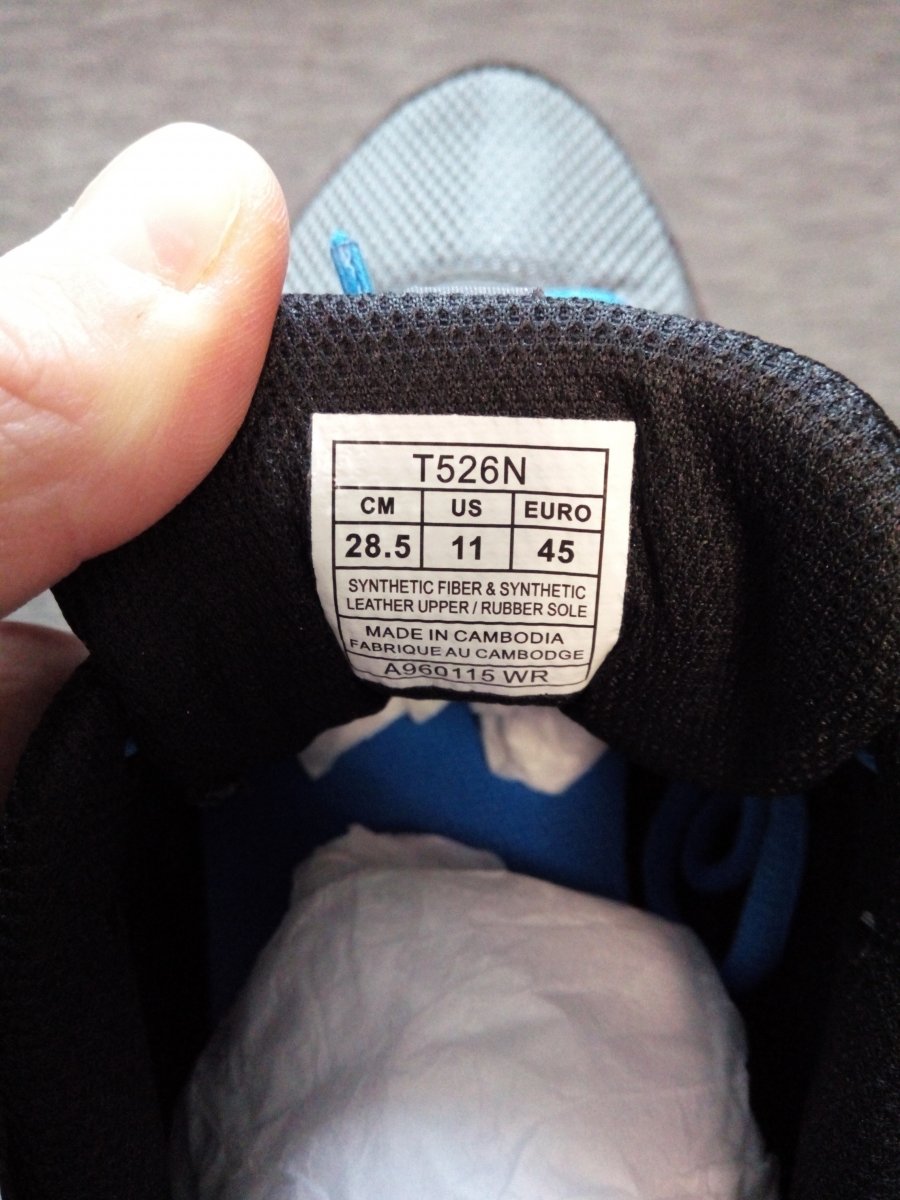 T526N
CM US EURO
28.5 11 45
SYNTHETIC FIBER & SYNTHETIC
LEATHER UPPER / RUBBER SOLE
MADE IN CAMBODIA
FABRIQUE AU CAMBODGE
A960115 WR